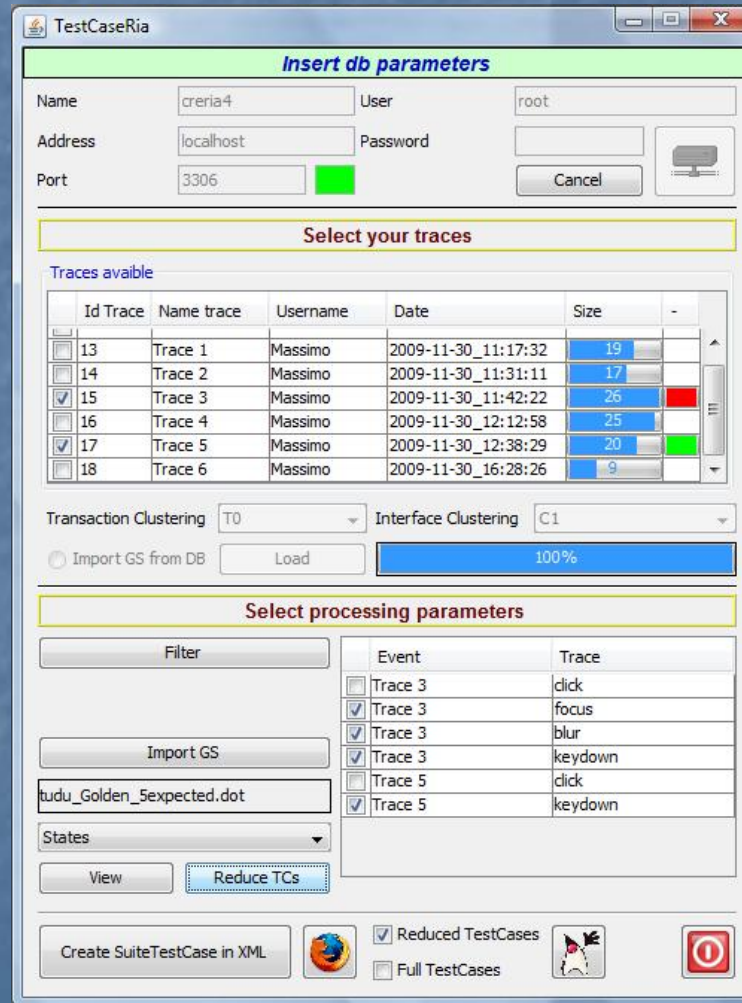 TestCaseRia
Insert db parameters
Name creria4 User root
Address localhost Password
Port 3306 Cancel
Select your traces
Traces avaible
Id Trace Name trace Username Date Size -
13 Trace 1 Massimo 2009-11-30_11:17:32 19
14 Trace 2 Massimo 2009-11-30_11:31:11 17
15 Trace 3 Massimo 2009-11-30_11:42:22 26
16 Trace 4 Massimo 2009-11-30_12:12:58 25
17 Trace 5 Massimo 2009-11-30_12:38:29 20
18 Trace 6 Massimo 2009-11-30_16:28:26 9
Transaction Clustering T0 Interface Clustering C1
Import GS from DB Load 100%
Select processing parameters
Filter
Event Trace
Trace 3 click
Trace 3 focus
Trace 3 blur
Trace 3 keydown
Trace 5 click
Trace 5 keydown
Import GS
tudu_Golden_5expected.dot
States
View Reduce TCs
Create SuiteTestCase in XML
Reduced TestCases
Full TestCases